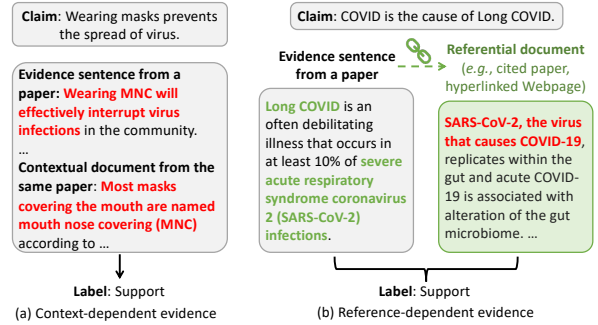 Claim: Wearing masks prevents
the spread of virus.
Evidence sentence from a
paper: Wearing MNC will
effectively interrupt virus
infections in the community.
...
Contextual document from the
same paper: Most masks
covering the mouth are named
mouth nose covering (MNC)
according to ...
Label: Support
(a) Context-dependent evidence
Claim: COVID is the cause of Long COVID.
Evidence sentence
from a paper
Referential document
(e.g., cited paper,
hyperlinked Webpage)
Long COVID is an
often debilitating
illness that occurs in
at least 10% of severe
acute respiratory
syndrome coronavirus
2 (SARS-CoV-2)
infections.
SARS-CoV-2, the virus
that causes COVID-19,
replicates within the
gut and acute COVID-
19 is associated with
alteration of the gut
microbiome. ...
Label: Support
(b) Reference-dependent evidence